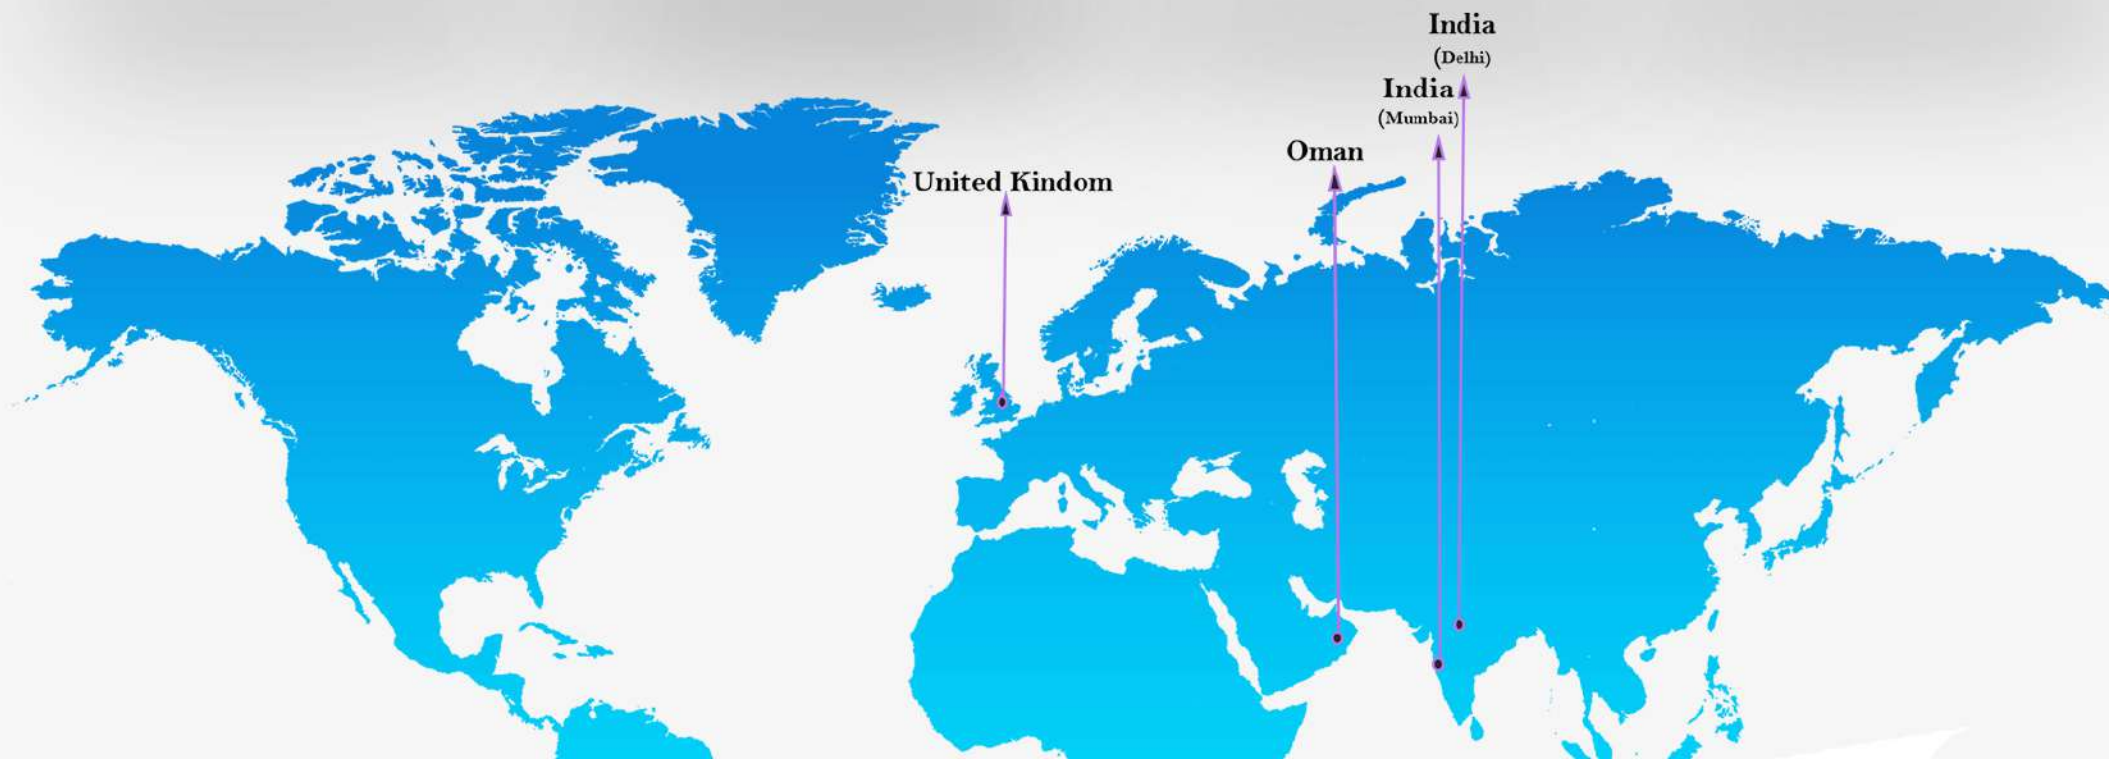 India
(Delhi)
India
(Mumbai)
Oman
United Kindom